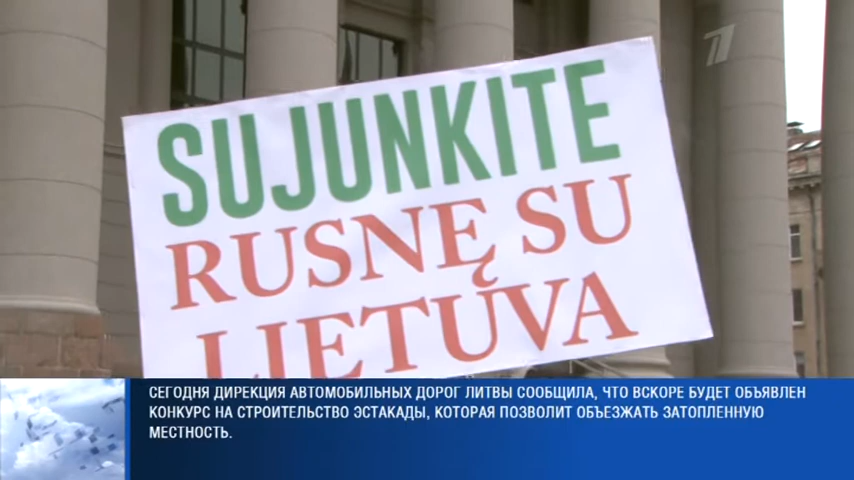 SUJUNKITE
RUSNĘ SU
LIETUVA
СЕГОДНЯ ДИРЕКЦИЯ АВТОМОБИЛЬНЫХ ДОРОГ ЛИТВЫ СООБЩИЛА, ЧТО ВСКОРЕ БУДЕТ ОБЪЯВЛЕН
КОНКУРС НА СТРОИТЕЛЬСТВО ЭСТАКАДЫ, КОТОРАЯ ПОЗВОЛИТ ОБЪЕЗЖАТЬ ЗАТОПЛЕННУЮ
МЕСТНОСТЬ.